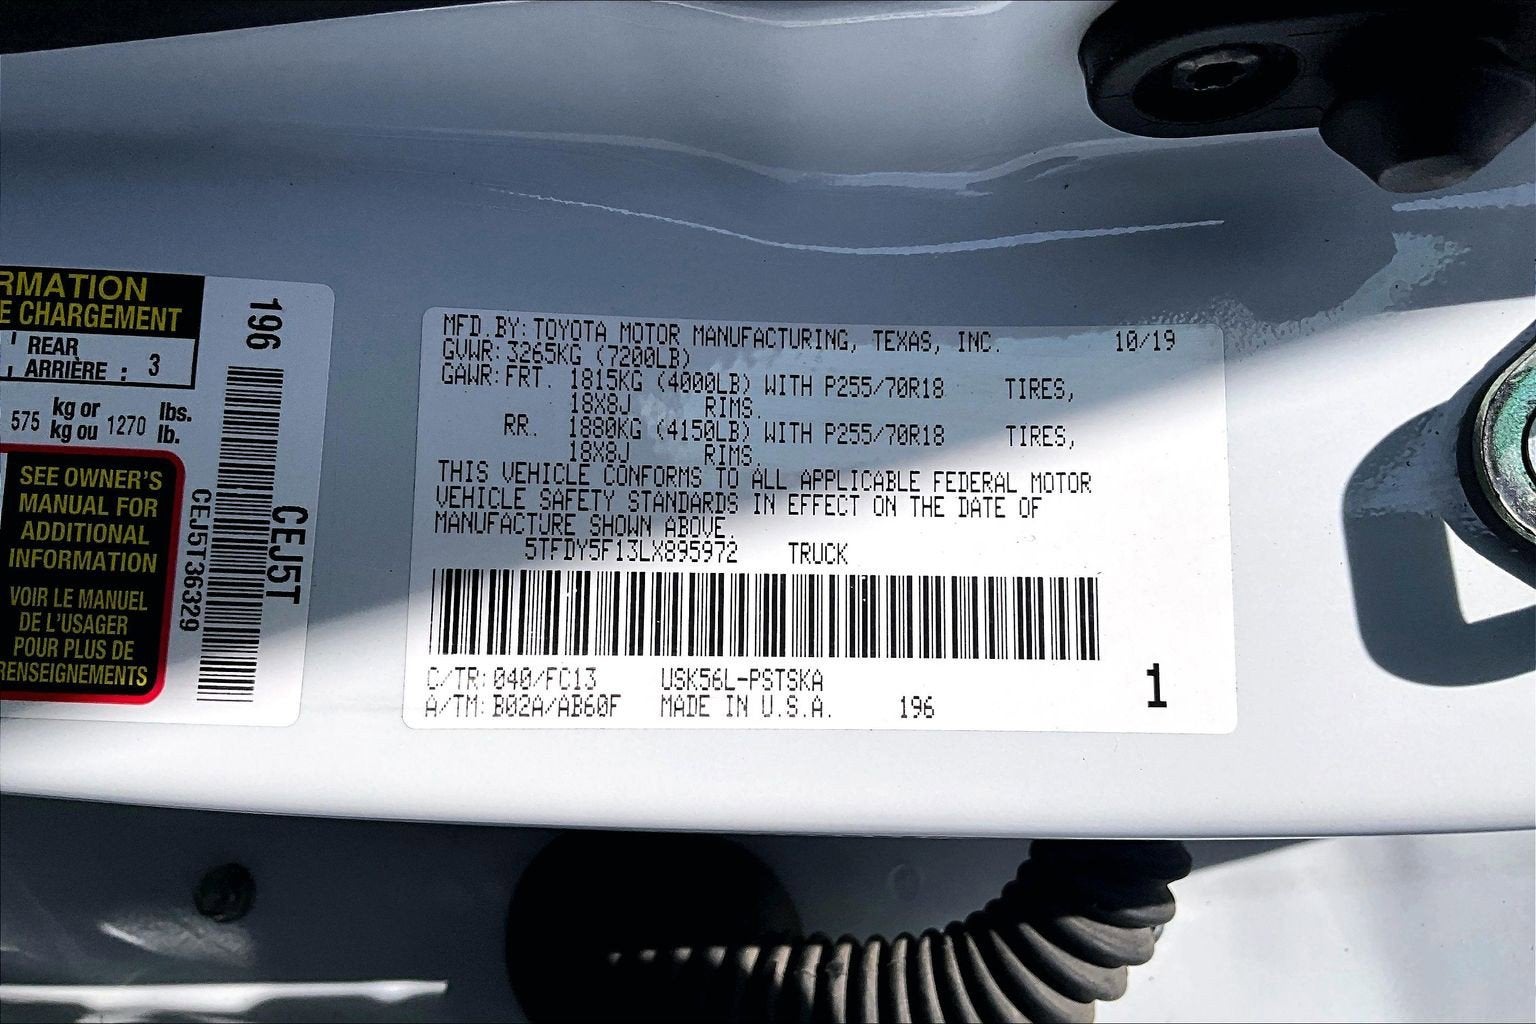 RMATION
E CHARGEMENT
REAR
ARRIÈRE : 3
575 kg or 1270 lbs.
kg ou lb.
SEE OWNER'S
MANUAL FOR
ADDITIONAL
INFORMATION
VOIR LE MANUEL
DE L'USAGER
POUR PLUS DE
RENSEIGNEMENTS
196
CEJ5T
CEJ5T36329
MFD.BY:TOYOTA MOTOR MANUFACTURING, TEXAS, INC. 10/19
GVWR:3265KG (7200LB)
GAWR:FRT. 1815KG (4000LB) WITH P255/70R18 TIRES,
18X8J RIMS.
RR. 1880KG (4150LB) WITH P255/70R18 TIRES,
18X8J RIMS
THIS VEHICLE CONFORMS TO ALL APPLICABLE FEDERAL MOTOR
VEHICLE SAFETY STANDARDS IN EFFECT ON THE DATE OF
MANUFACTURE SHOWN ABOVE.
5TFDY5F13LX895972 TRUCK
C/TR:040/FC13 USK56L-PSTSKA
A/TM:B02A/AB60F MADE IN U.S.A. 196
1